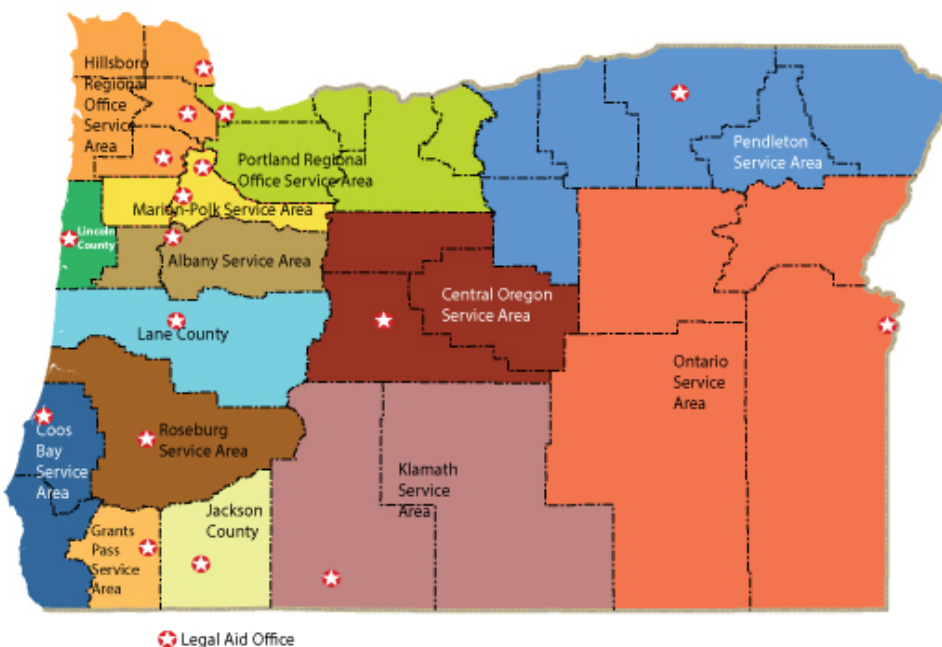 Hillsboro
Regional
Office
Service
Area
Portland Regional
Office Service Area
Pendleton
Service Area
Marion-Polk Service Area
Lincoln
County
Albany Service Area
Central Oregon
Service Area
Lane County
Ontario
Service
Area
Coos
Bay
Service
Area
Roseburg
Service Area
Klamath
Service
Area
Jackson
County
Grants
Pass
Service
Area
Legal Aid Office